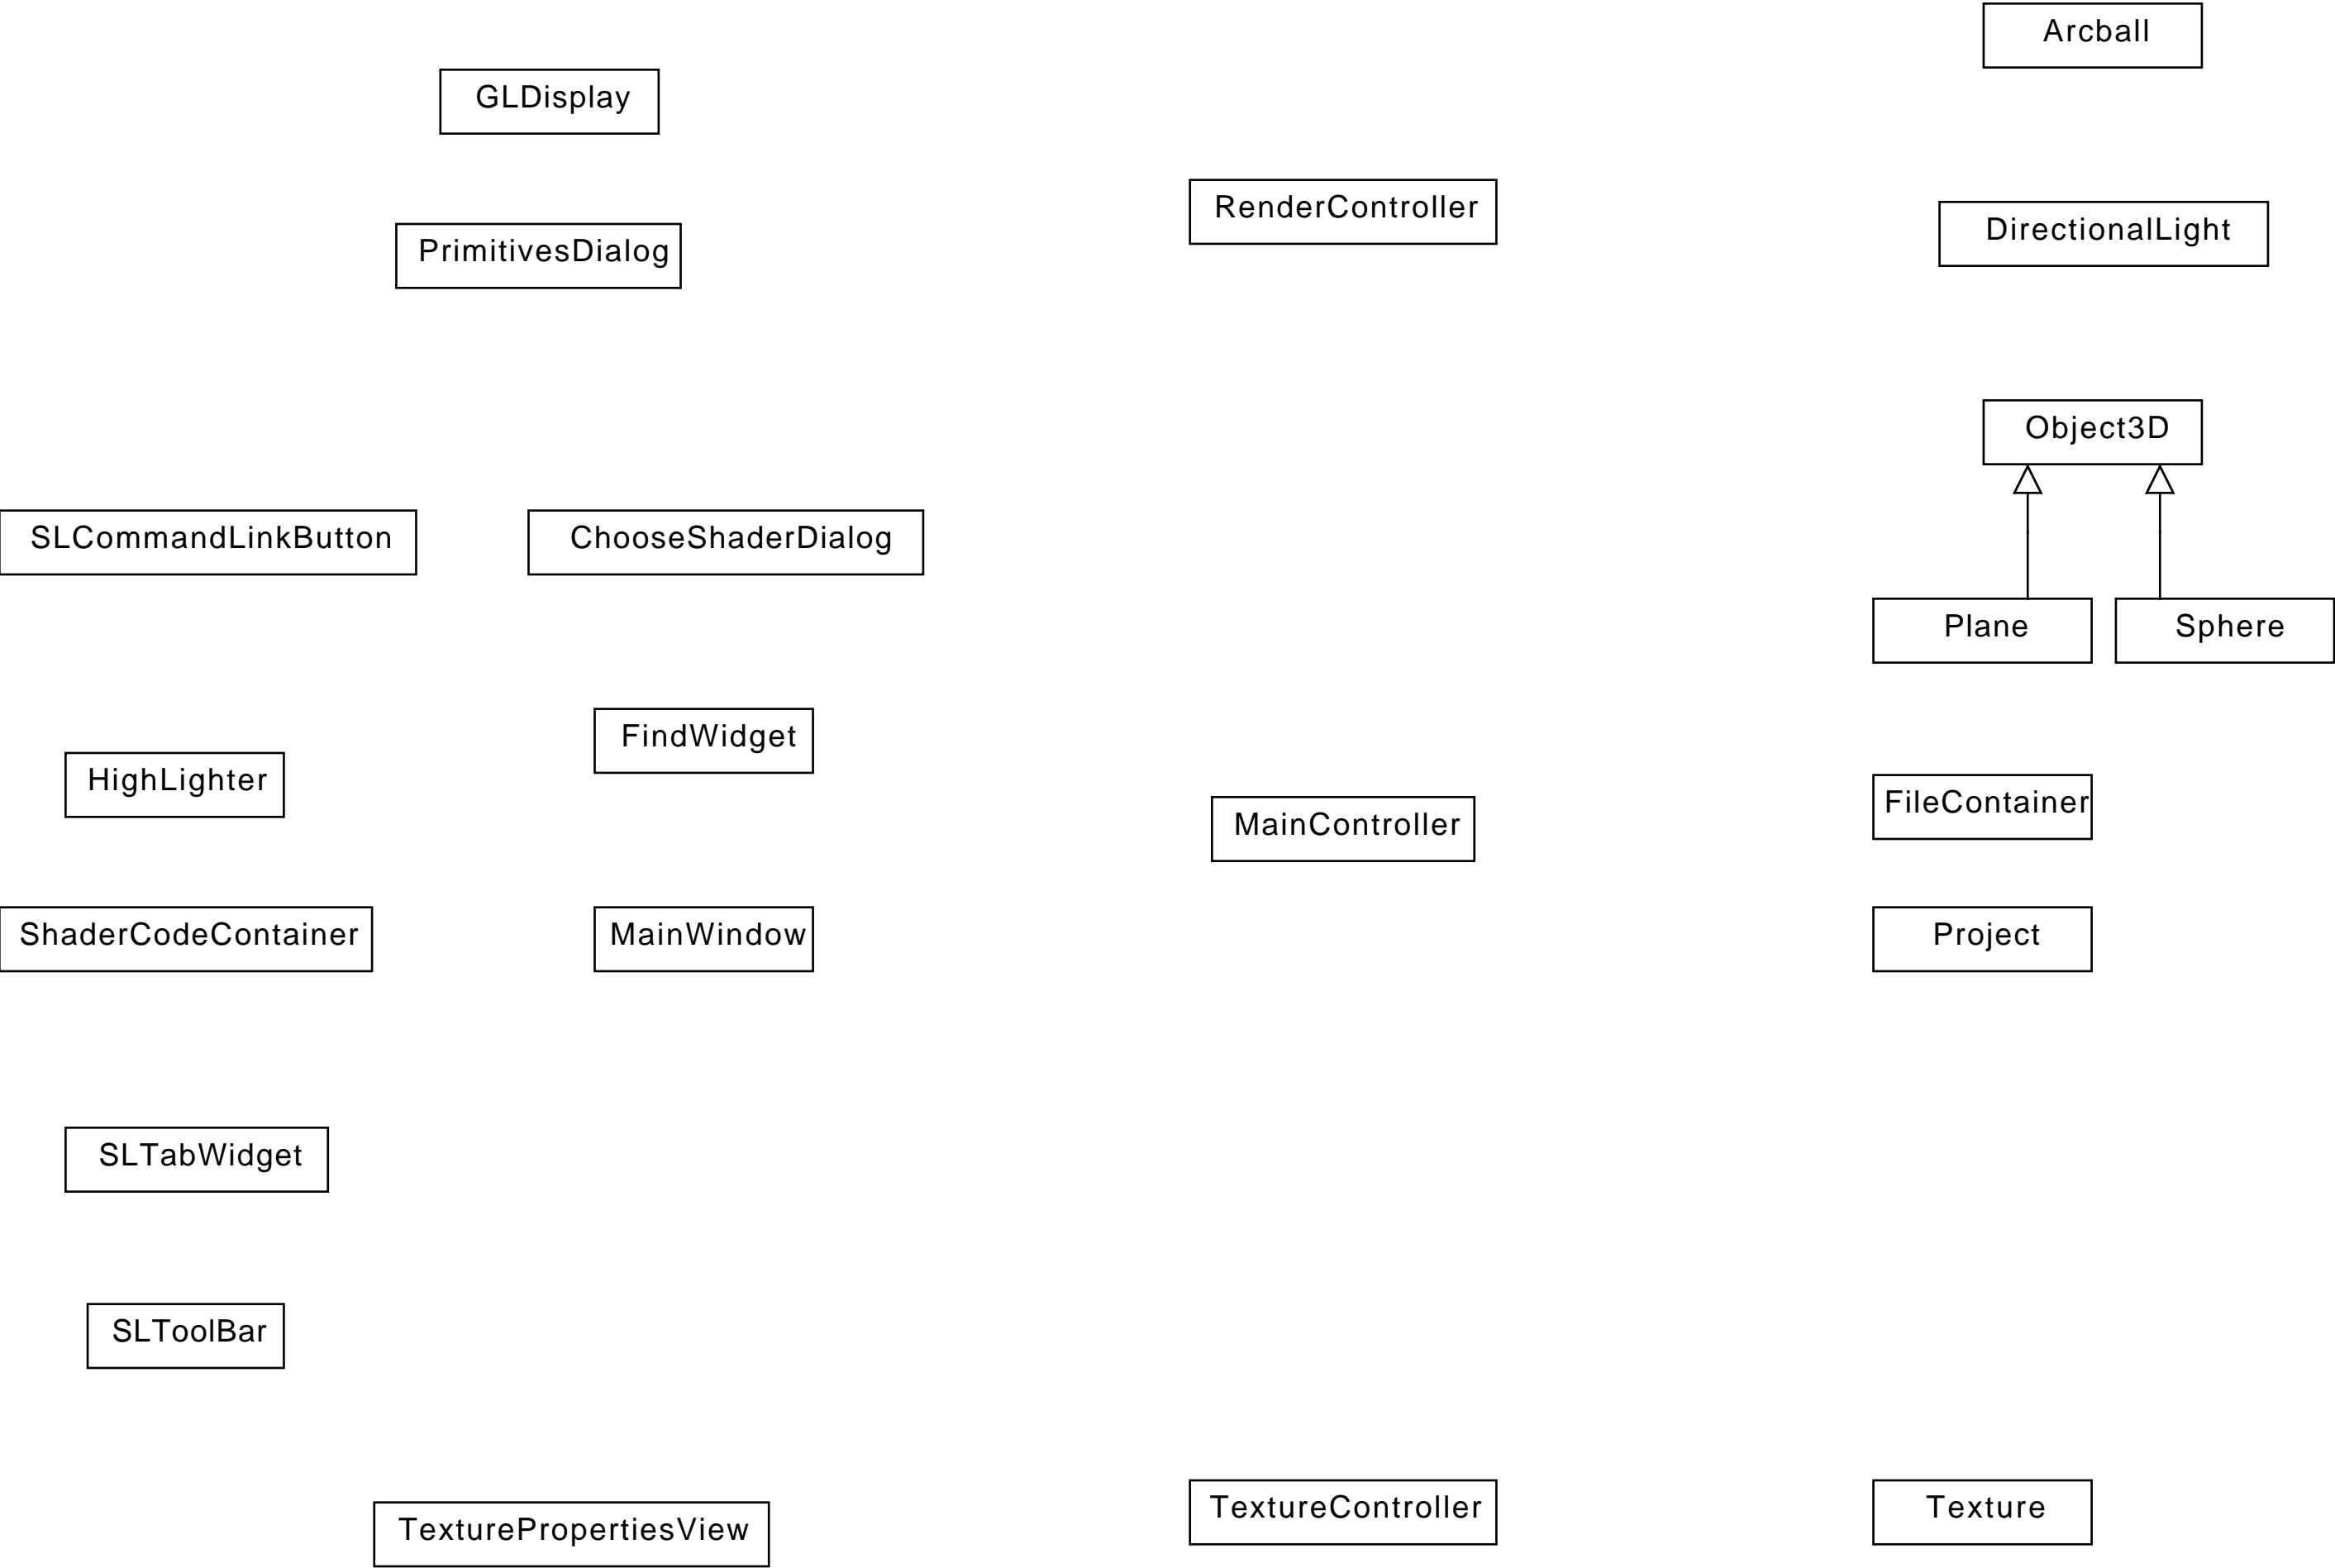 Arcball
GLDisplay
RenderController
DirectionalLight
PrimitivesDialog
Object3D
SLCommandLinkButton
ChooseShaderDialog
Plane
Sphere
FindWidget
HighLighter
FileContainer
MainController
ShaderCodeContainer
MainWindow
Project
SLTabWidget
SLToolBar
TextureController
Texture
TexturePropertiesView